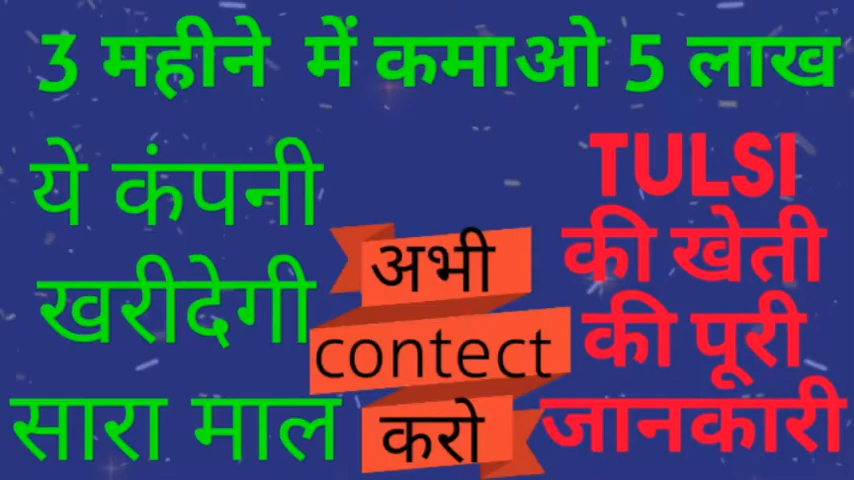 3 महीने में कमाओ 5 लाख
ये कंपनी
खरीदेगी
सारा माल
अभी
contect
करो
TULSI
की खेती
की पूरी
जानकारी